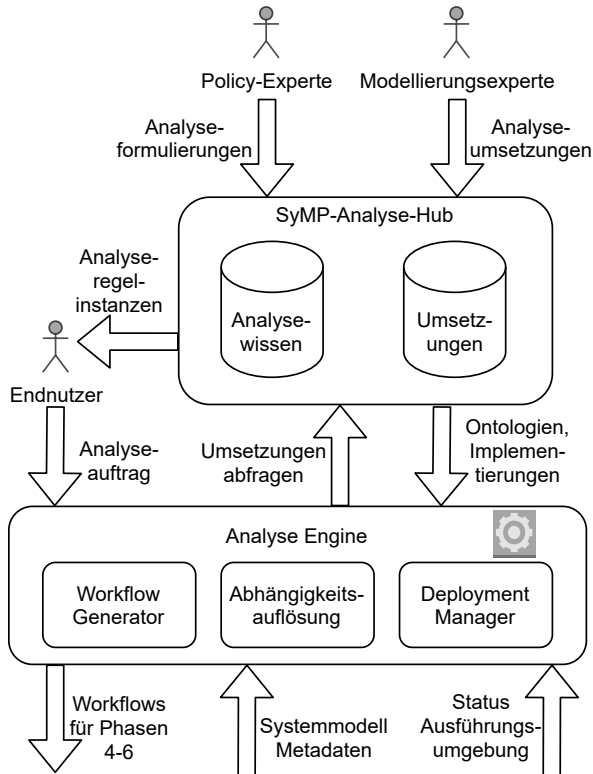 Policy-Experte
Modellierungsexperte
Analyse-
formulierungen
Analyse-
umsetzungen
SyMP-Analyse-Hub
Analyse-
regel-
instanzen
Analyse-
wissen
Umsetz-
ungen
Endnutzer
Analyse-
auftrag
Umsetzungen
abfragen
Ontologien,
Implemen-
tierungen
Analyse Engine
Workflow
Generator
Abhängigkeits-
auflösung
Deployment
Manager
Workflows
für Phasen
4-6
Systemmodell
Metadaten
Status
Ausführungs-
umgebung